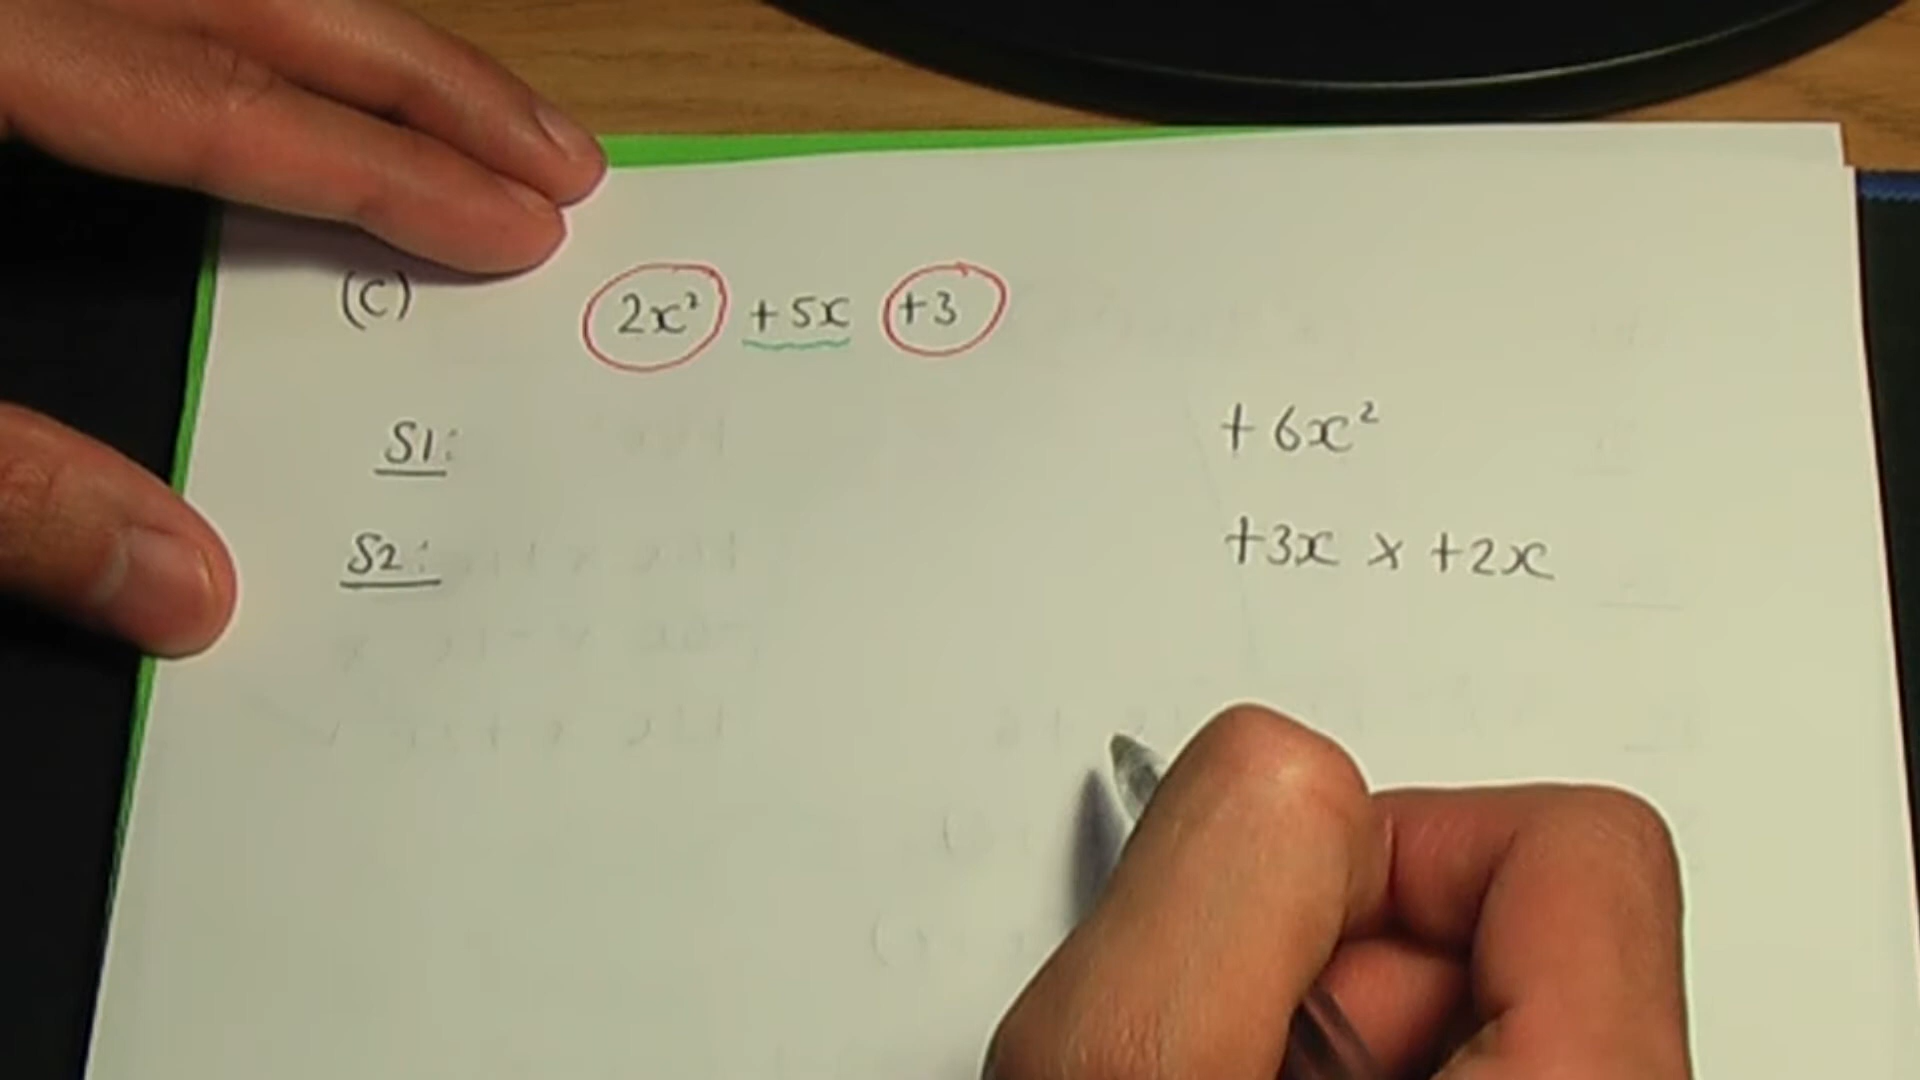 (C) 2x² +5x +3
S1: +6x²
S2: +3x x +2x